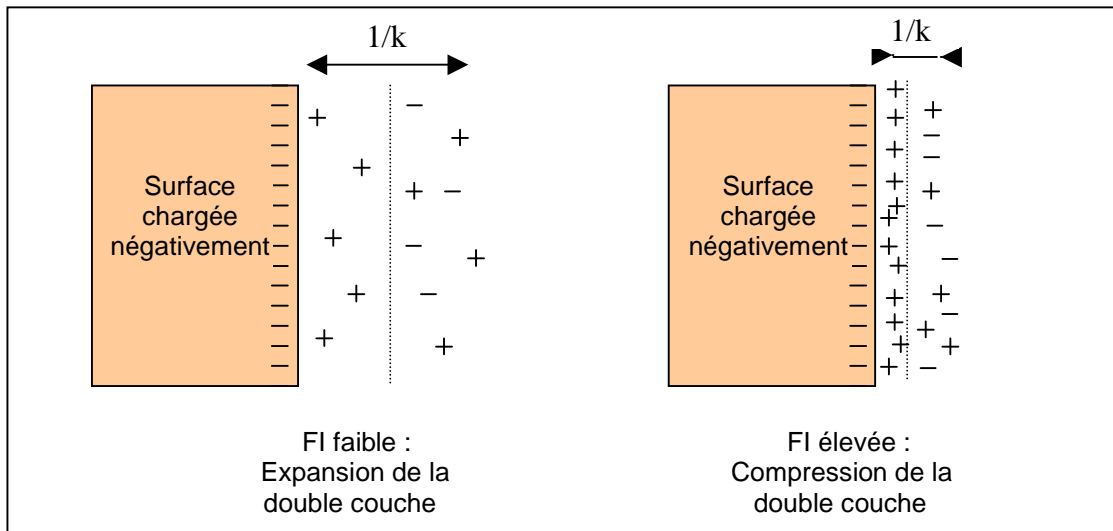 1/k
1/k
Surface
chargée
négativement
Surface
chargée
négativement
FI faible :
Expansion de la
double couche
FI élevée :
Compression de la
double couche